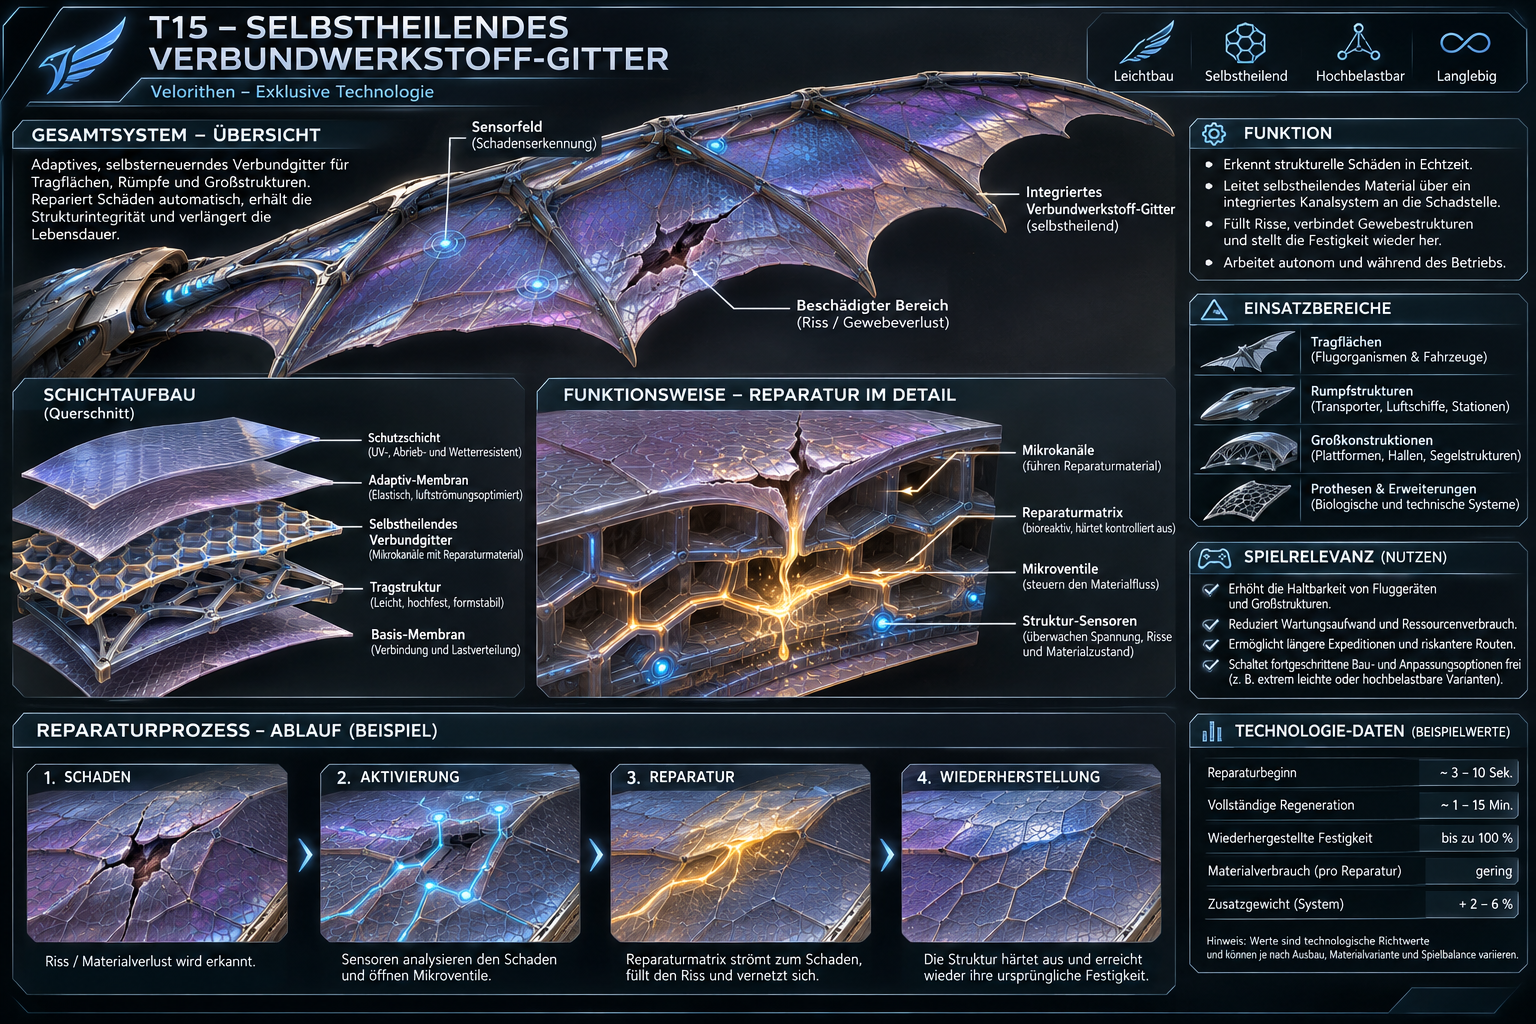 T15 – SELBSTHEILENDES
VERBUNDWERKSTOFF-GITTER
Velorithen – Exklusive Technologie
Leichtbau
Selbstheilend
Hochbelastbar
Langlebig
GESAMTSYSTEM – ÜBERSICHT
Adaptives, selbsterneuerndes Verbundgitter für
Tragflächen, Rümpfe und Großstrukturen.
Repariert Schäden automatisch, erhält die
Strukturintegrität und verlängert die
Lebensdauer.
Sensorfeld
(Schadenserkennung)
Integriertes
Verbundwerkstoff-Gitter
(selbstheilend)
Beschädigter Bereich
(Riss / Gewebeverlust)
FUNKTION
• Erkennt strukturelle Schäden in Echtzeit.
• Leitet selbstheilendes Material über ein
integriertes Kanalsystem an die Schadstelle.
• Füllt Risse, verbindet Gewebestrukturen
und stellt die Festigkeit wieder her.
• Arbeitet autonom und während des Betriebs.
EINSATZBEREICHE
Tragflächen
(Flugorganismen & Fahrzeuge)
Rumpfstrukturen
(Transporter, Luftschiffe, Stationen)
Großkonstruktionen
(Plattformen, Hallen, Segelstrukturen)
Prothesen & Erweiterungen
(Biologische und technische Systeme)
SCHICHTAUFBAU
(Querschnitt)
Schutzschicht
(UV-, Abrieb- und Wetterresistent)
Adaptiv-Membran
(Elastisch, luftströmungsoptimiert)
Selbstheilendes
Verbundgitter
(Mikrokanäle mit Reparaturmaterial)
Tragstruktur
(Leicht, hochfest, formstabil)
Basis-Membran
(Verbindung und Lastverteilung)
FUNKTIONSWEISE – REPARATUR IM DETAIL
Mikrokanäle
(führen Reparaturmaterial)
Reparaturmatrix
(bioreaktiv, härtet kontrolliert aus)
Mikroventile
(steuern den Materialfluss)
Struktur-Sensoren
(überwachen Spannung, Risse
und Materialzustand)
SPIELRELEVANZ (NUTZEN)
Erhöht die Haltbarkeit von Fluggeräten
und Großstrukturen.
Reduziert Wartungsaufwand und Ressourcenverbrauch.
Ermöglicht längere Expeditionen und riskantere Routen.
Schaltet fortgeschrittene Bau- und Anpassungsoptionen frei
(z. B. extrem leichte oder hochbelastbare Varianten).
REPARATURPROZESS – ABLAUF (BEISPIEL)
1. SCHADEN
Riss / Materialverlust wird erkannt.
2. AKTIVIERUNG
Sensoren analysieren den Schaden
und öffnen Mikroventile.
3. REPARATUR
Reparaturmatrix strömt zum Schaden,
füllt den Riss und vernetzt sich.
4. WIEDERHERSTELLUNG
Die Struktur härtet aus und erreicht
wieder ihre ursprüngliche Festigkeit.
TECHNOLOGIE-DATEN (BEISPIELWERTE)
Reparaturbeginn ~ 3 – 10 Sek.
Vollständige Regeneration ~ 1 – 15 Min.
Wiederhergestellte Festigkeit bis zu 100 %
Materialverbrauch (pro Reparatur) gering
Zusatzgewicht (System) + 2 – 6 %
Hinweis: Werte sind technologische Richtwerte
und können je nach Ausbau, Materialvariante und Spielbalance variieren.